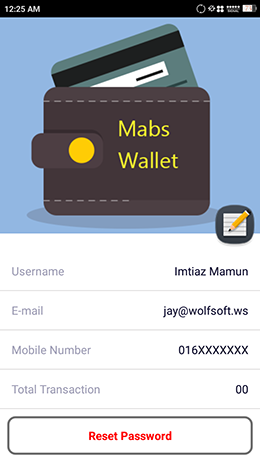 12:25 AM
Mabs
Wallet
Username Imtiaz Mamun
E-mail jay@wolfsoft.ws
Mobile Number 016XXXXXXX
Total Transaction 00
Reset Password